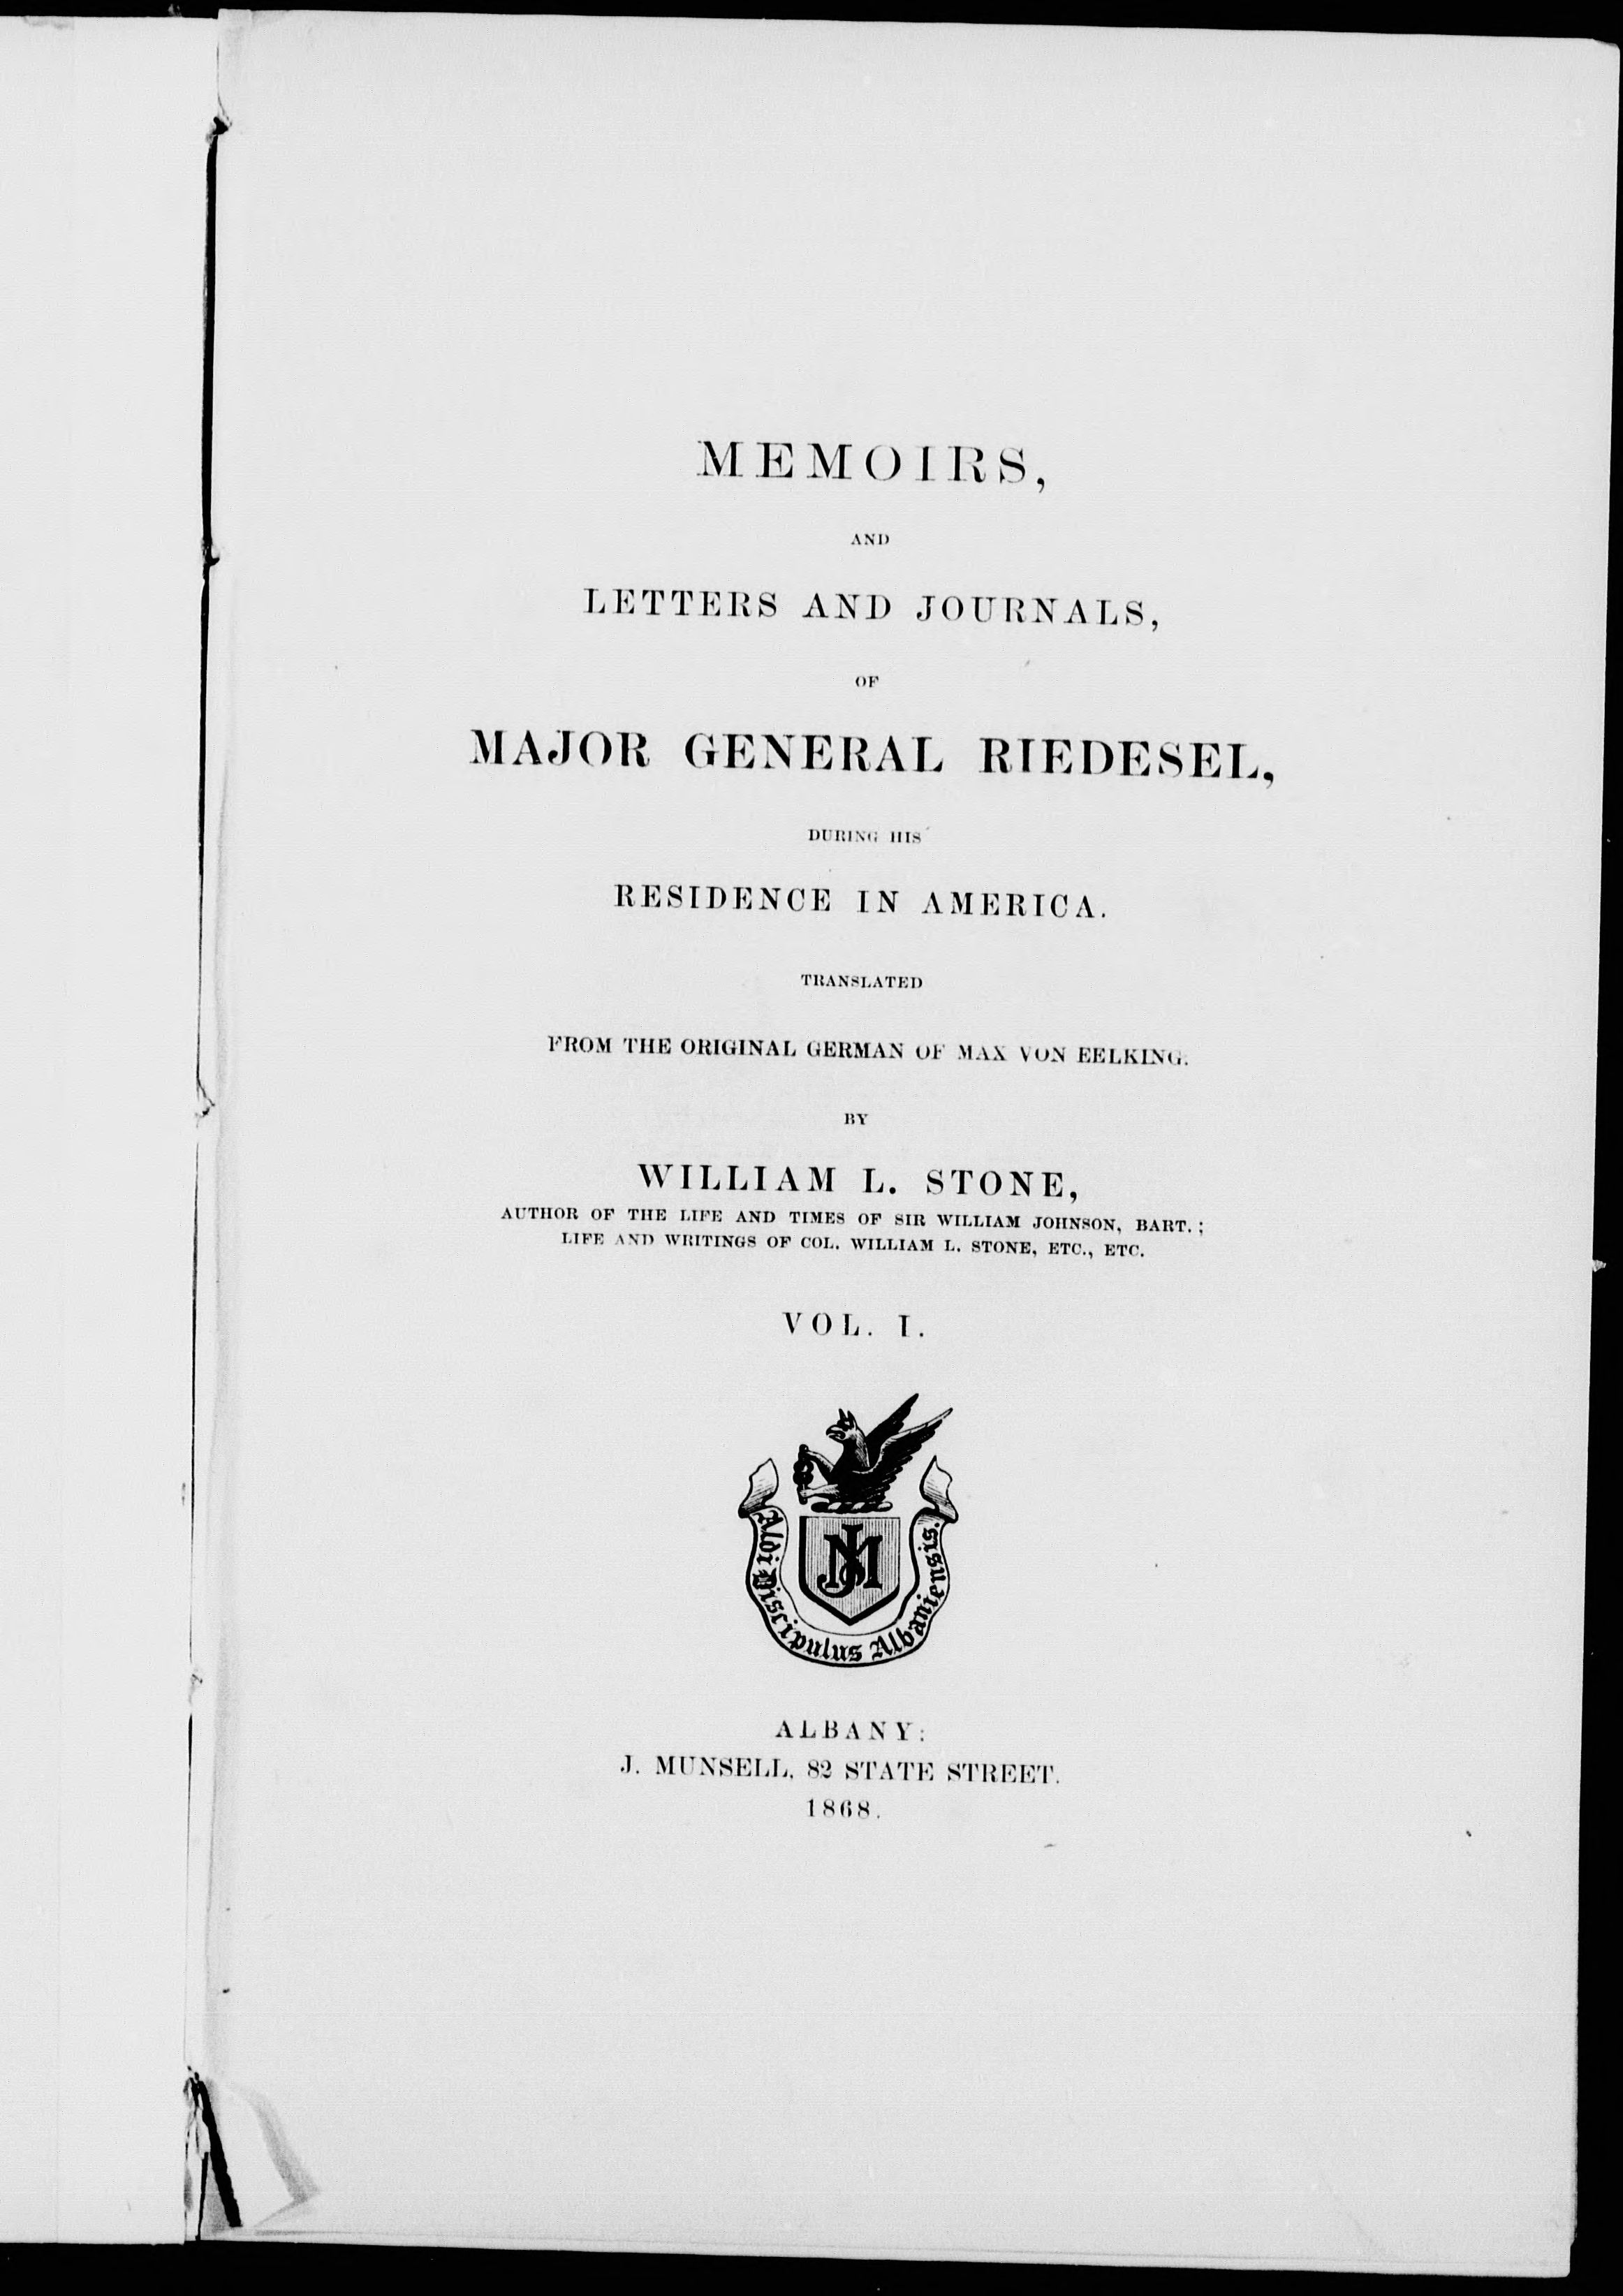 MEMOIRS,
AND
LETTERS AND JOURNALS,
OF
MAJOR GENERAL RIEDESEL,
DURING HIS
RESIDENCE IN AMERICA.
TRANSLATED
FROM THE ORIGINAL GERMAN OF MAX VON EELKING.
BY
WILLIAM L. STONE,
AUTHOR OF THE LIFE AND TIMES OF SIR WILLIAM JOHNSON, BART.;
LIFE AND WRITINGS OF COL. WILLIAM L. STONE, ETC., ETC.
VOL. I.
JM
Aldi Discipulus Albaniensis.
ALBANY:
J. MUNSELL, 82 STATE STREET.
1868.